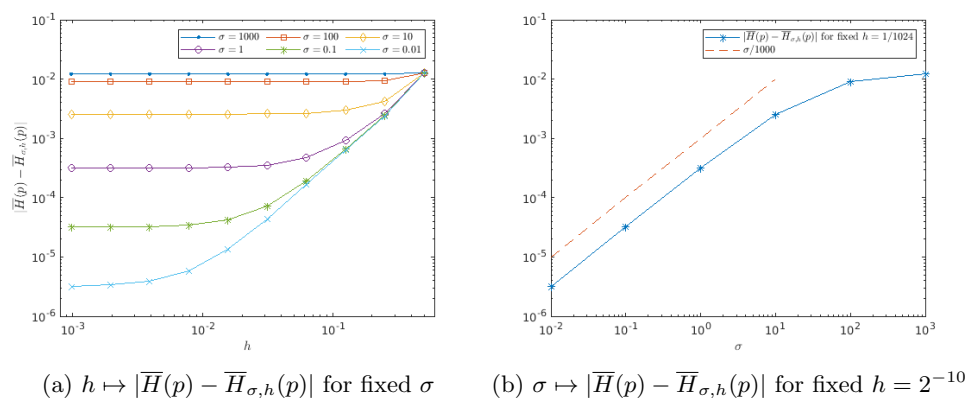 10^{-1}
σ = 1000 σ = 100 σ = 10
σ = 1 σ = 0.1 σ = 0.01
10^{-2}
10^{-3}
10^{-4}
10^{-5}
10^{-6}
|H̅(p) − H̅_{σ,h}(p)|
10^{-3} 10^{-2} 10^{-1}
h
10^{-1}
|H̅(p) − H̅_{σ,h}(p)| for fixed h = 1/1024
σ/1000
10^{-2}
10^{-3}
10^{-4}
10^{-5}
10^{-6}
10^{-2} 10^{-1} 10^{0} 10^{1} 10^{2} 10^{3}
σ
(a) h ↦ |H̅(p) − H̅_{σ,h}(p)| for fixed σ
(b) σ ↦ |H̅(p) − H̅_{σ,h}(p)| for fixed h = 2^{−10}